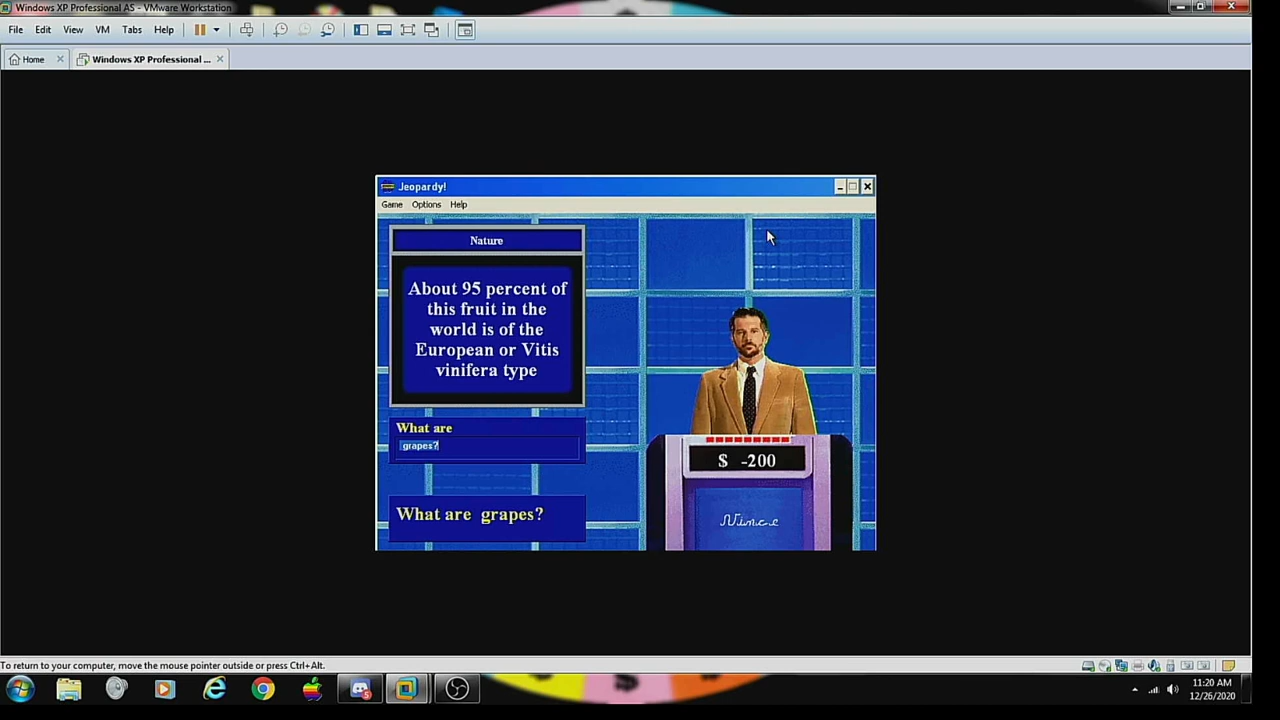 Windows XP Professional AS - VMware Workstation
File Edit View VM Tabs Help
Home
Windows XP Professional ...
Jeopardy!
Game Options Help
Nature
About 95 percent of
this fruit in the
world is of the
European or Vitis
vinifera type
What are
grapes?
What are grapes?
$ -200
To return to your computer, move the mouse pointer outside or press Ctrl+Alt.
5
11:20 AM
12/26/2020